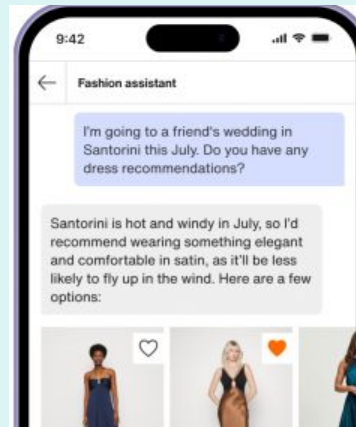 9:42
Fashion assistant
I'm going to a friend's wedding in
Santorini this July. Do you have any
dress recommendations?
Santorini is hot and windy in July, so I'd
recommend wearing something elegant
and comfortable in satin, as it'll be less
likely to fly up in the wind. Here are a few
options: